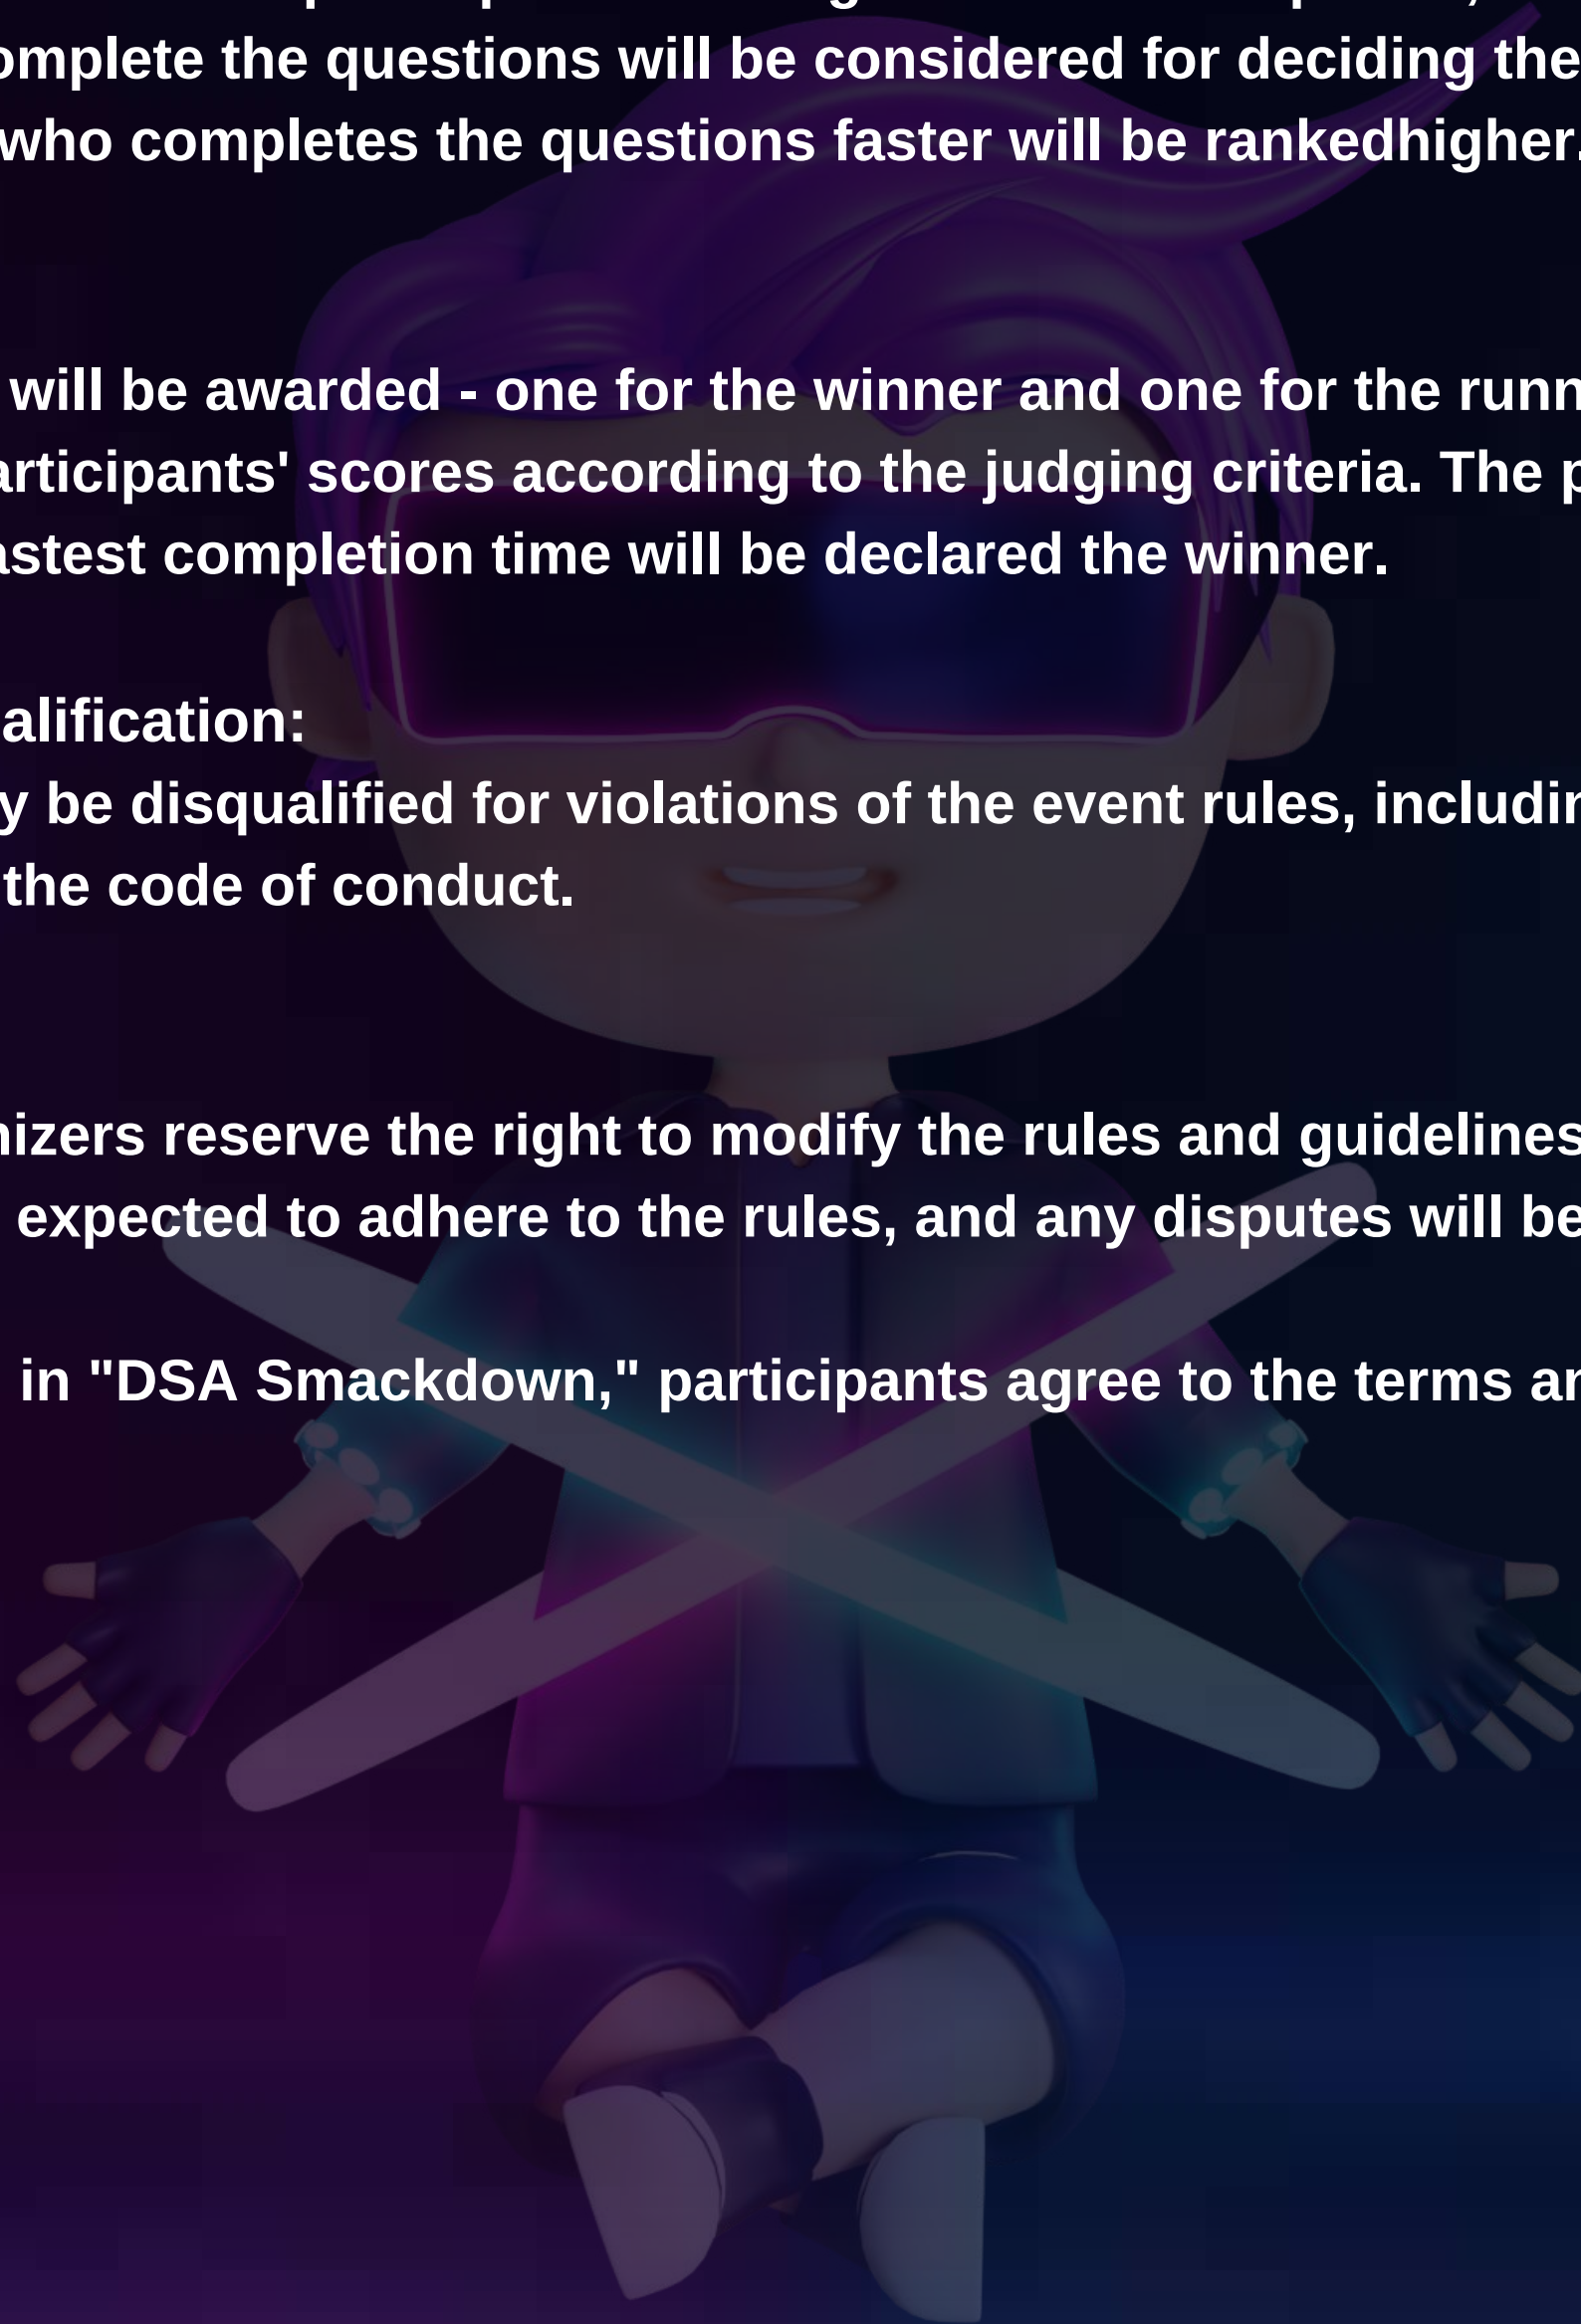 omplete the questions will be considered for deciding the
who completes the questions faster will be rankedhigher.
will be awarded - one for the winner and one for the runn
articipants' scores according to the judging criteria. The p
astest completion time will be declared the winner.
alification:
y be disqualified for violations of the event rules, includin
the code of conduct.
nizers reserve the right to modify the rules and guidelines
expected to adhere to the rules, and any disputes will be
in "DSA Smackdown," participants agree to the terms an